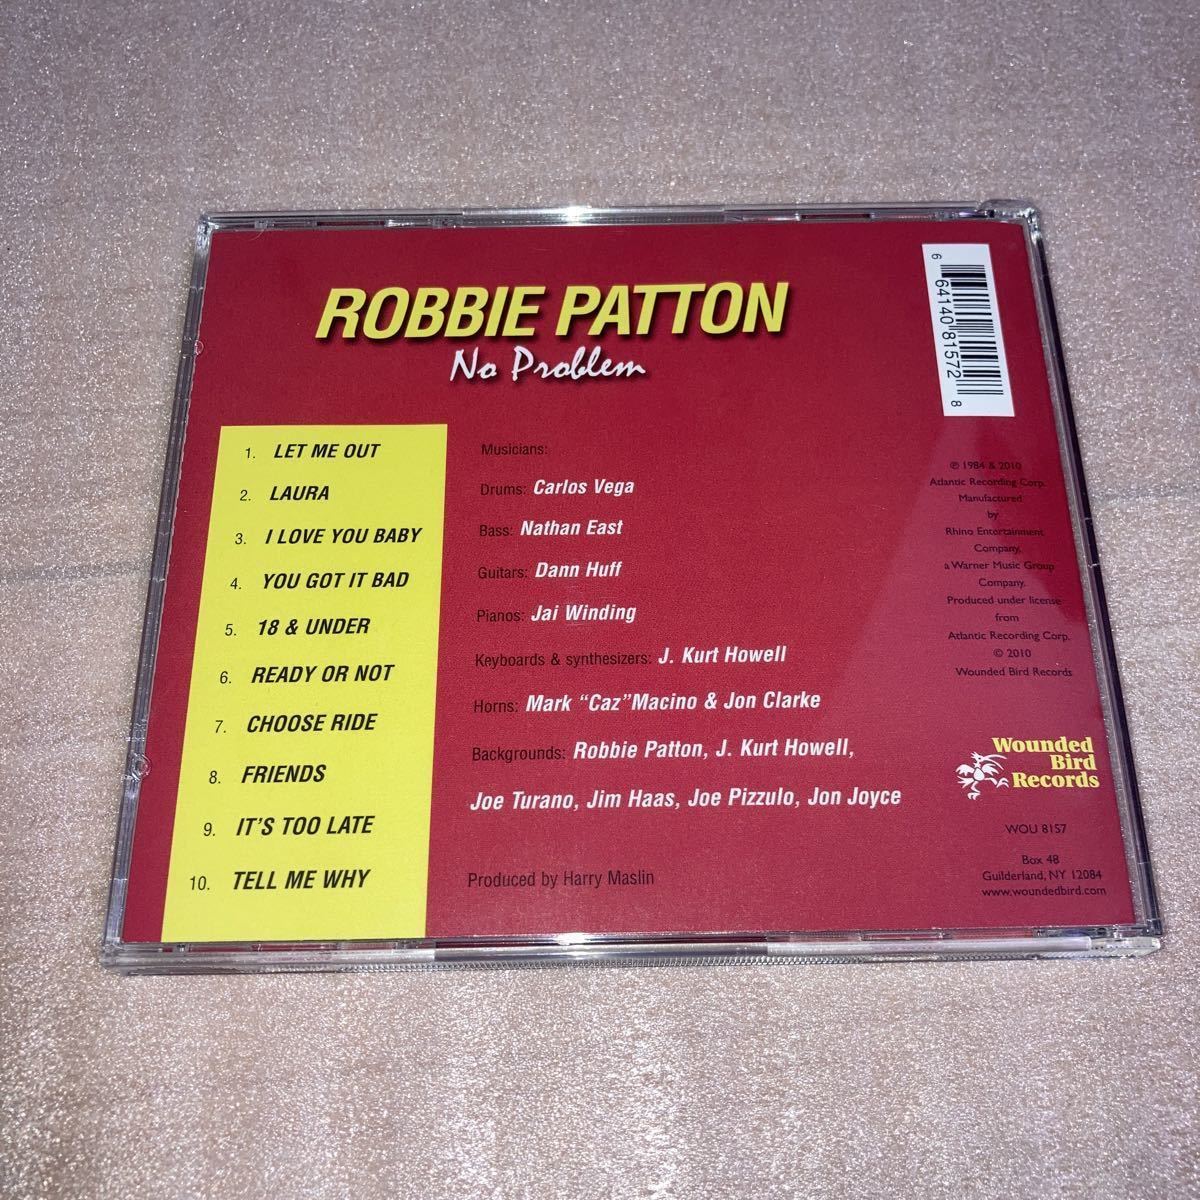 ROBBIE PATTON
No Problem
1. LET ME OUT
2. LAURA
3. I LOVE YOU BABY
4. YOU GOT IT BAD
5. 18 & UNDER
6. READY OR NOT
7. CHOOSE RIDE
8. FRIENDS
9. IT'S TOO LATE
10. TELL ME WHY
Musicians:
Drums: Carlos Vega
Bass: Nathan East
Guitars: Dann Huff
Pianos: Jai Winding
Keyboards & synthesizers: J. Kurt Howell
Horns: Mark "Caz"Macino & Jon Clarke
Backgrounds: Robbie Patton, J. Kurt Howell,
Joe Turano, Jim Haas, Joe Pizzulo, Jon Joyce
Produced by Harry Maslin
6 64140 81572 8
℗ 1984 & 2010
Atlantic Recording Corp.
Manufactured
by
Rhino Entertainment
Company,
a Warner Music Group
Company.
Produced under license
from
Atlantic Recording Corp.
© 2010
Wounded Bird Records
Wounded
Bird
Records
WOU 8157
Box 48
Guilderland, NY 12084
www.woundedbird.com